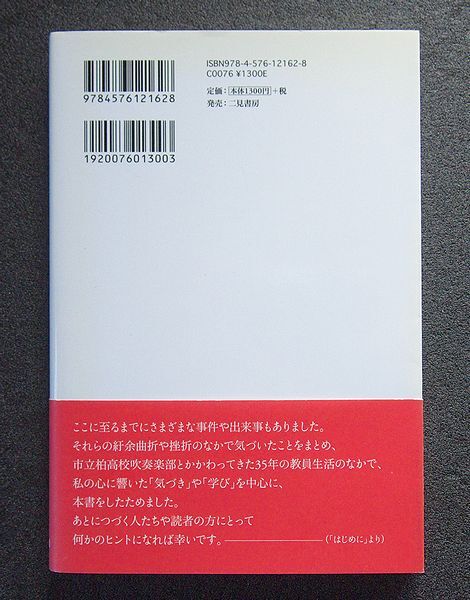 ISBN978-4-576-12162-8
C0076 ¥1300E
定価：本体1300円+税
発売：二見書房
9784576121628
1920076013003
ここに至るまでにさまざまな事件や出来事もありました。
それらの紆余曲折や挫折のなかで気づいたことをまとめ、
市立柏高校吹奏楽部とかかわってきた35年の教員生活のなかで、
私の心に響いた「気づき」や「学び」を中心に、
本書をしたためました。
あとにつづく人たちや読者の方にとって
何かのヒントになれば幸いです。――――（「はじめに」より）